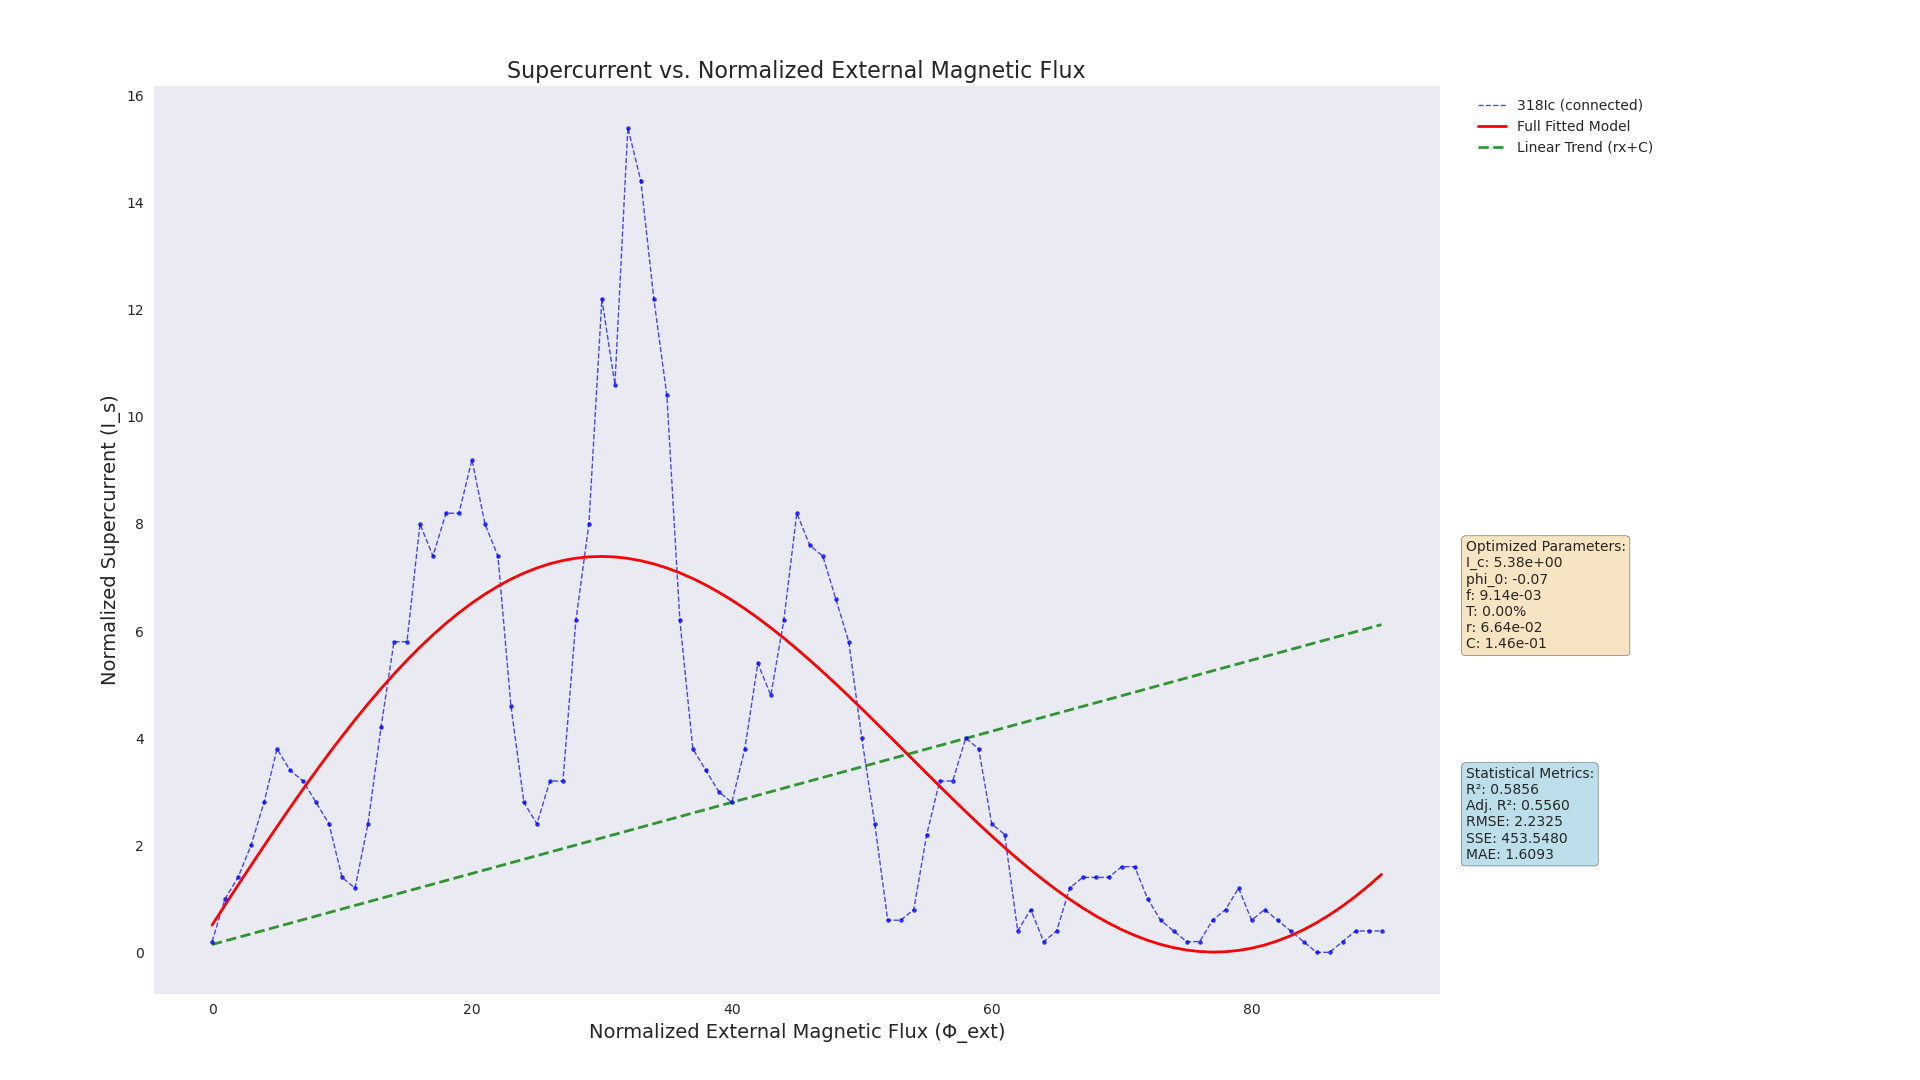 Supercurrent vs. Normalized External Magnetic Flux
318Ic (connected)
Full Fitted Model
Linear Trend (rx+C)
Normalized Supercurrent (I_s)
16
14
12
10
8
6
4
2
0
0
20
40
60
80
Normalized External Magnetic Flux (Φ_ext)
Optimized Parameters:
I_c: 5.38e+00
phi_0: -0.07
f: 9.14e-03
T: 0.00%
r: 6.64e-02
C: 1.46e-01
Statistical Metrics:
R²: 0.5856
Adj. R²: 0.5560
RMSE: 2.2325
SSE: 453.5480
MAE: 1.6093